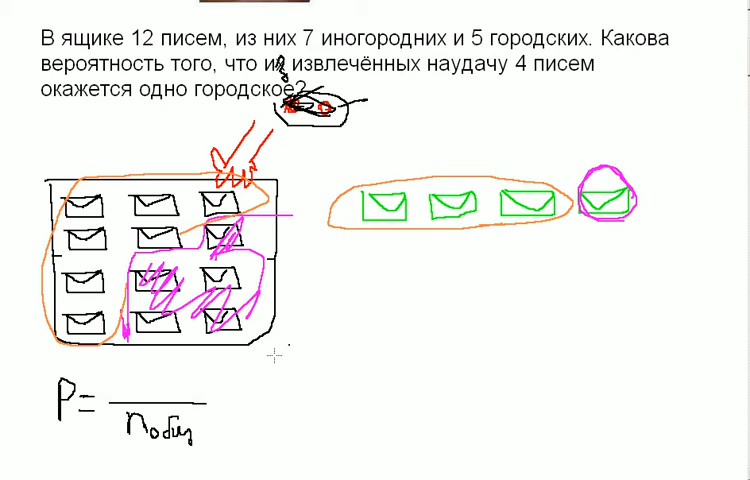 В ящике 12 писем, из них 7 иногородних и 5 городских. Какова
вероятность того, что из извлечённых наудачу 4 писем
окажется одно городское?
P=
nобщ